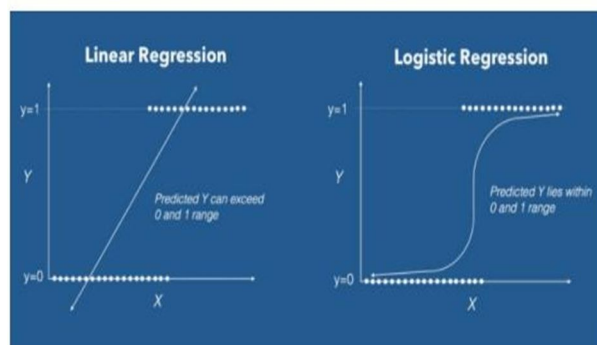 Linear Regression
y=1
Y
Predicted Y can exceed
0 and 1 range
y=0
X
Logistic Regression
y=1
Y
Predicted Y lies within
0 and 1 range
y=0
X